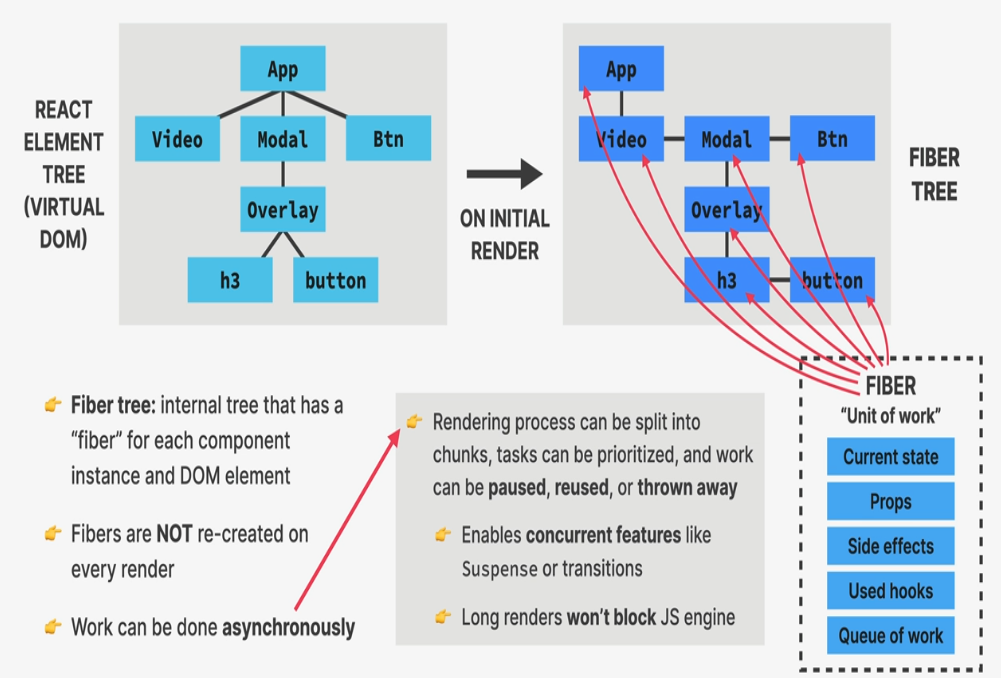 REACT
ELEMENT
TREE
(VIRTUAL
DOM)
App
Video
Modal
Btn
Overlay
h3
button
ON INITIAL
RENDER
App
Video
Modal
Btn
Overlay
h3
button
FIBER
TREE
Fiber tree: internal tree that has a
“fiber” for each component
instance and DOM element
Fibers are NOT re-created on
every render
Work can be done asynchronously
Rendering process can be split into
chunks, tasks can be prioritized, and work
can be paused, reused, or thrown away
Enables concurrent features like
Suspense or transitions
Long renders won’t block JS engine
FIBER
“Unit of work”
Current state
Props
Side effects
Used hooks
Queue of work